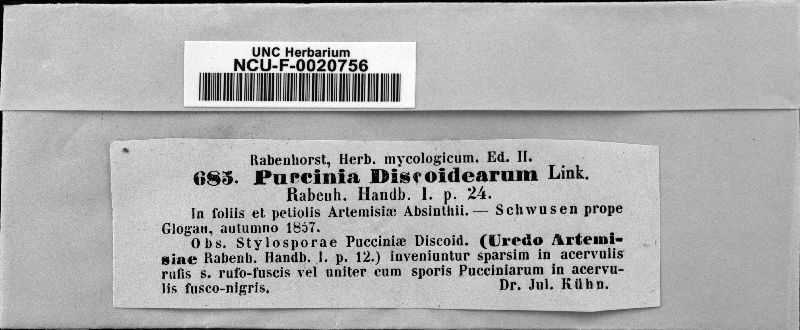 UNC Herbarium
NCU-F-0020756
Rabenhorst, Herb. mycologicum. Ed. II.
685. Puccinia Discoidearum Link.
Rabenh. Handb. I. p. 24.
In foliis et petiolis Artemisiæ Absinthii. — Schwusen prope
Glogau, autumno 1857.
Obs. Stylosporae Pucciniæ Discoid. (Uredo Artemi-
siae Rabenh. Handb. I. p. 12.) inveniuntur sparsim in acervulis
rufis s. rufo-fuscis vel uniter cum sporis Pucciniarum in acervu-
lis fusco-nigris. Dr. Jul. Kühn.